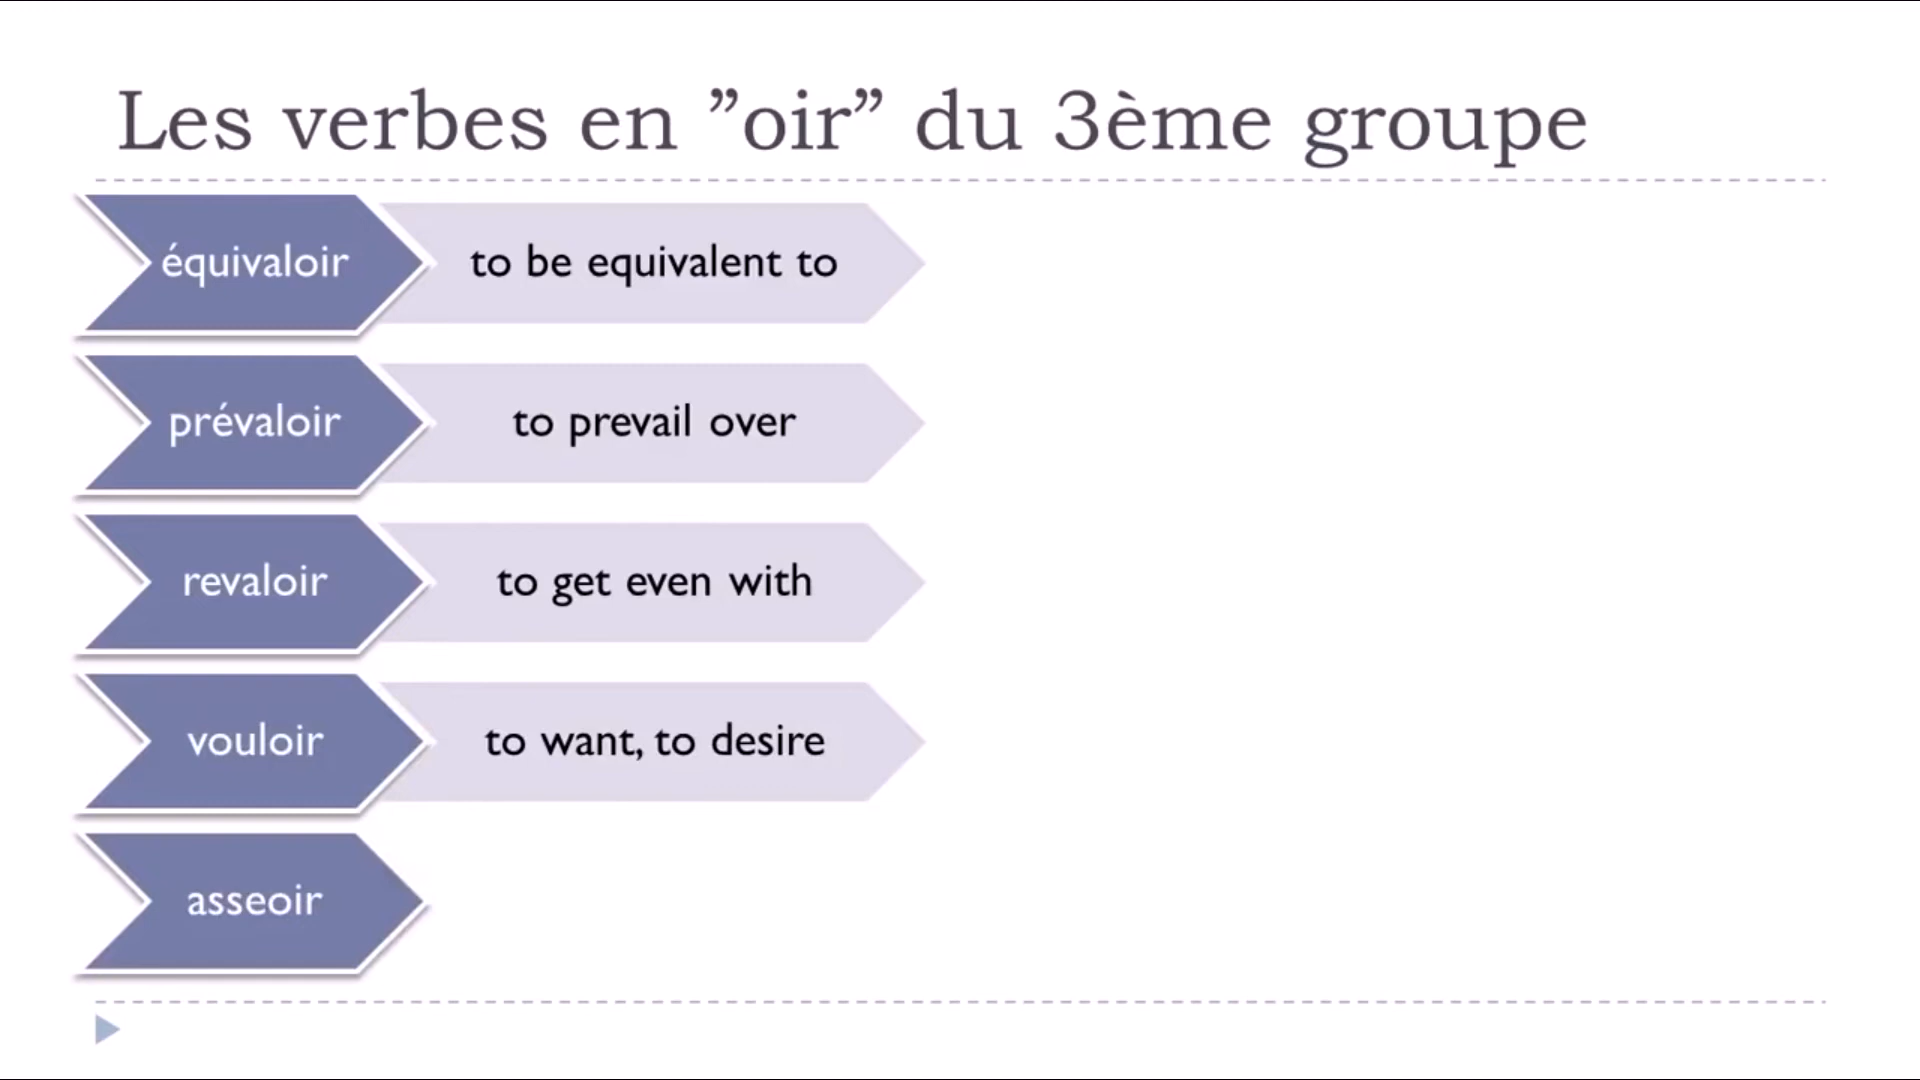 Les verbes en ”oir” du 3ème groupe
équivaloir to be equivalent to
prévaloir to prevail over
revaloir to get even with
vouloir to want, to desire
asseoir